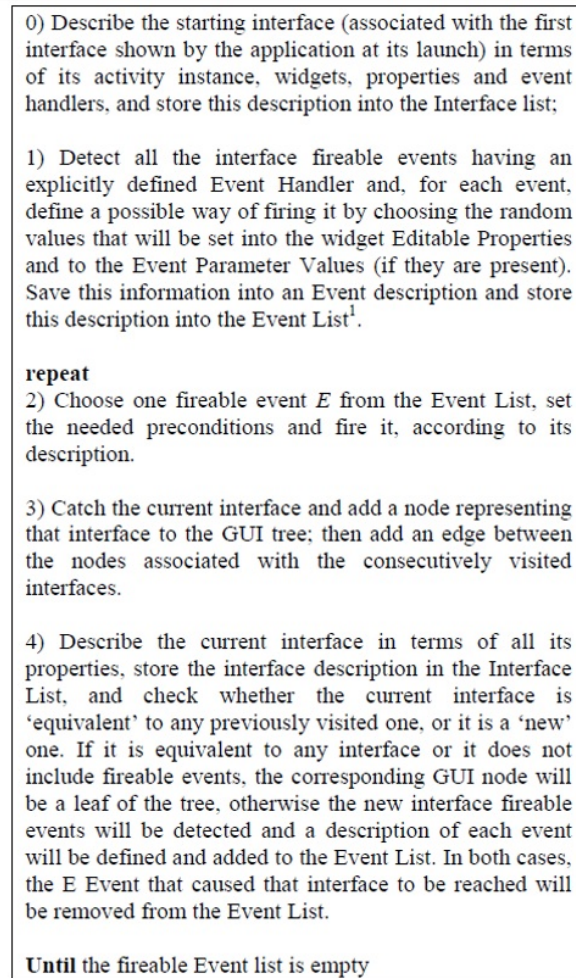 0) Describe the starting interface (associated with the first
interface shown by the application at its launch) in terms
of its activity instance, widgets, properties and event
handlers, and store this description into the Interface list;
1) Detect all the interface fireable events having an
explicitly defined Event Handler and, for each event,
define a possible way of firing it by choosing the random
values that will be set into the widget Editable Properties
and to the Event Parameter Values (if they are present).
Save this information into an Event description and store
this description into the Event List¹.
repeat
2) Choose one fireable event E from the Event List, set
the needed preconditions and fire it, according to its
description.
3) Catch the current interface and add a node representing
that interface to the GUI tree; then add an edge between
the nodes associated with the consecutively visited
interfaces.
4) Describe the current interface in terms of all its
properties, store the interface description in the Interface
List, and check whether the current interface is
‘equivalent’ to any previously visited one, or it is a ‘new’
one. If it is equivalent to any interface or it does not
include fireable events, the corresponding GUI node will
be a leaf of the tree, otherwise the new interface fireable
events will be detected and a description of each event
will be defined and added to the Event List. In both cases,
the E Event that caused that interface to be reached will
be removed from the Event List.
Until the fireable Event list is empty